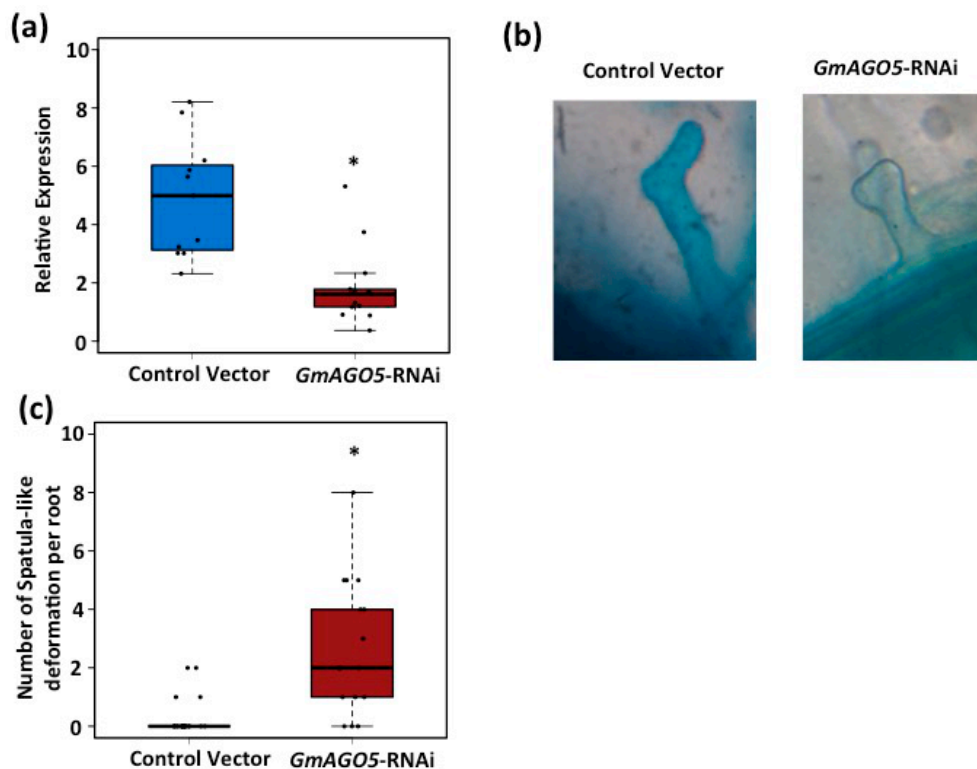 (a)
10
8
6
4
2
0
Relative Expression
*
Control Vector
GmAGO5-RNAi
(b)
Control Vector
GmAGO5-RNAi
(c)
10
8
6
4
2
0
Number of Spatula-like
deformation per root
*
Control Vector
GmAGO5-RNAi